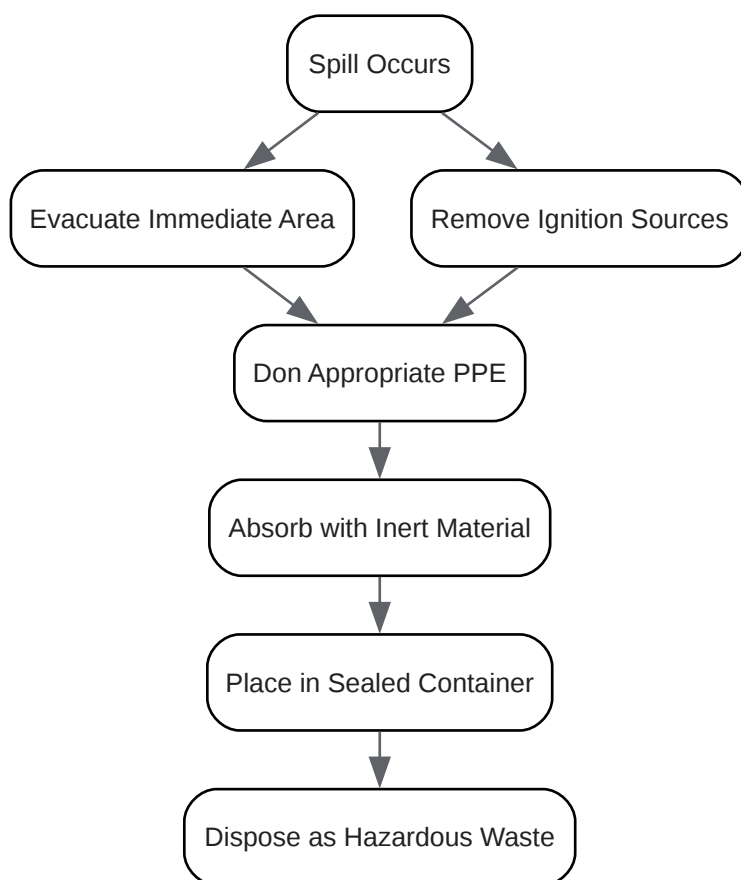 Spill Occurs
Evacuate Immediate Area
Remove Ignition Sources
Don Appropriate PPE
Absorb with Inert Material
Place in Sealed Container
Dispose as Hazardous Waste